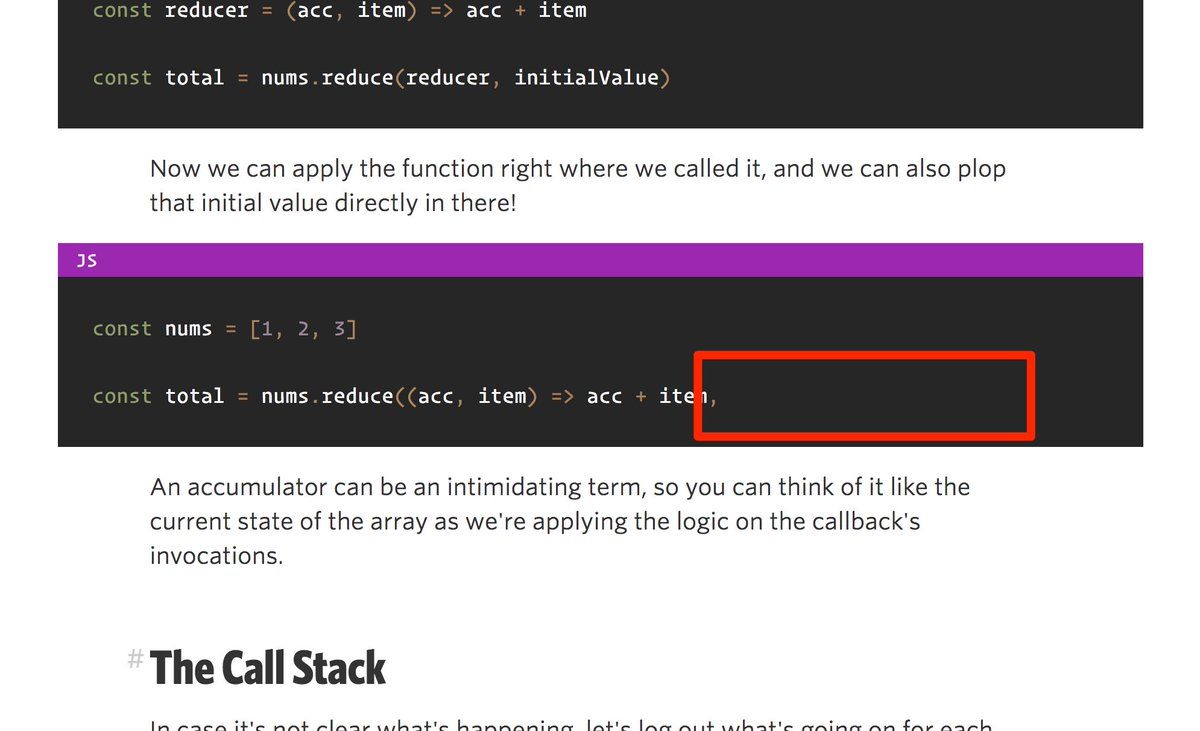 const reducer = (acc, item) => acc + item
const total = nums.reduce(reducer, initialValue)
Now we can apply the function right where we called it, and we can also plop
that initial value directly in there!
JS
const nums = [1, 2, 3]
const total = nums.reduce((acc, item) => acc + item,
An accumulator can be an intimidating term, so you can think of it like the
current state of the array as we're applying the logic on the callback's
invocations.
# The Call Stack
In case it's not clear what's happening, let's log out what's going on for each